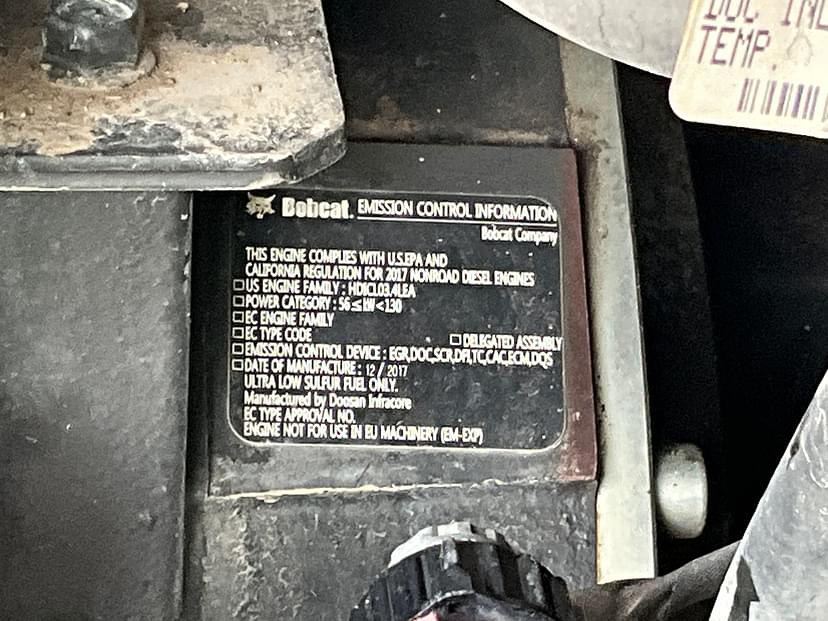 Bobcat. EMISSION CONTROL INFORMATION
Bobcat Company
THIS ENGINE COMPLIES WITH U.S.EPA AND
CALIFORNIA REGULATION FOR 2017 NONROAD DIESEL ENGINES
US ENGINE FAMILY : HDICL03.4LEA
POWER CATEGORY : 56≤kW<130
EC ENGINE FAMILY
EC TYPE CODE
DELEGATED ASSEMBLY
EMISSION CONTROL DEVICE : EGR,DOC,SCR,DFI,TC,CAC,ECM,DQS
DATE OF MANUFACTURE : 12 / 2017
ULTRA LOW SULFUR FUEL ONLY.
Manufactured by Doosan Infracore
EC TYPE APPROVAL NO.
ENGINE NOT FOR USE IN EU MACHINERY (EM-EXP)
DOC
TEMP.